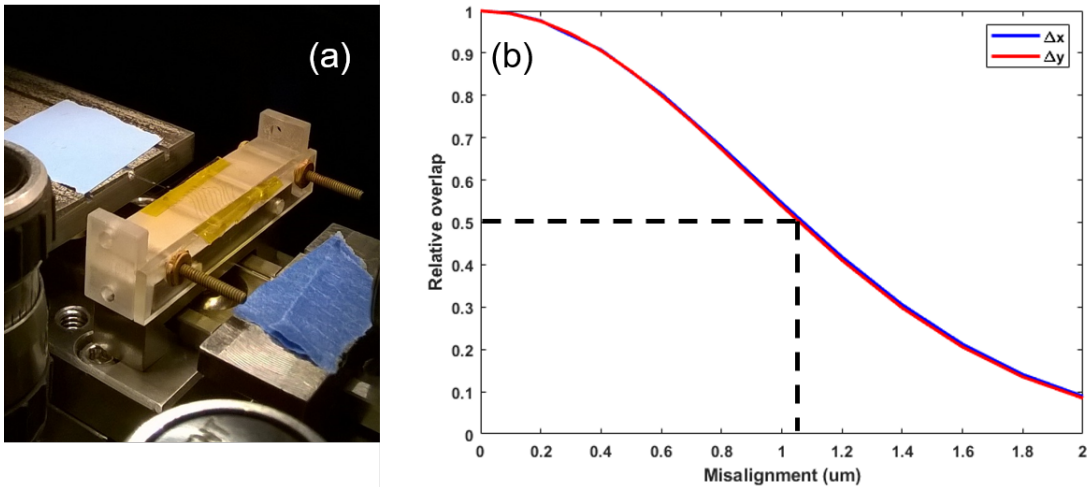 (a)
(b)
1
0.9
0.8
0.7
0.6
0.5
0.4
0.3
0.2
0.1
0
0 0.2 0.4 0.6 0.8 1 1.2 1.4 1.6 1.8 2
Relative overlap
Misalignment (um)
Δx
Δy